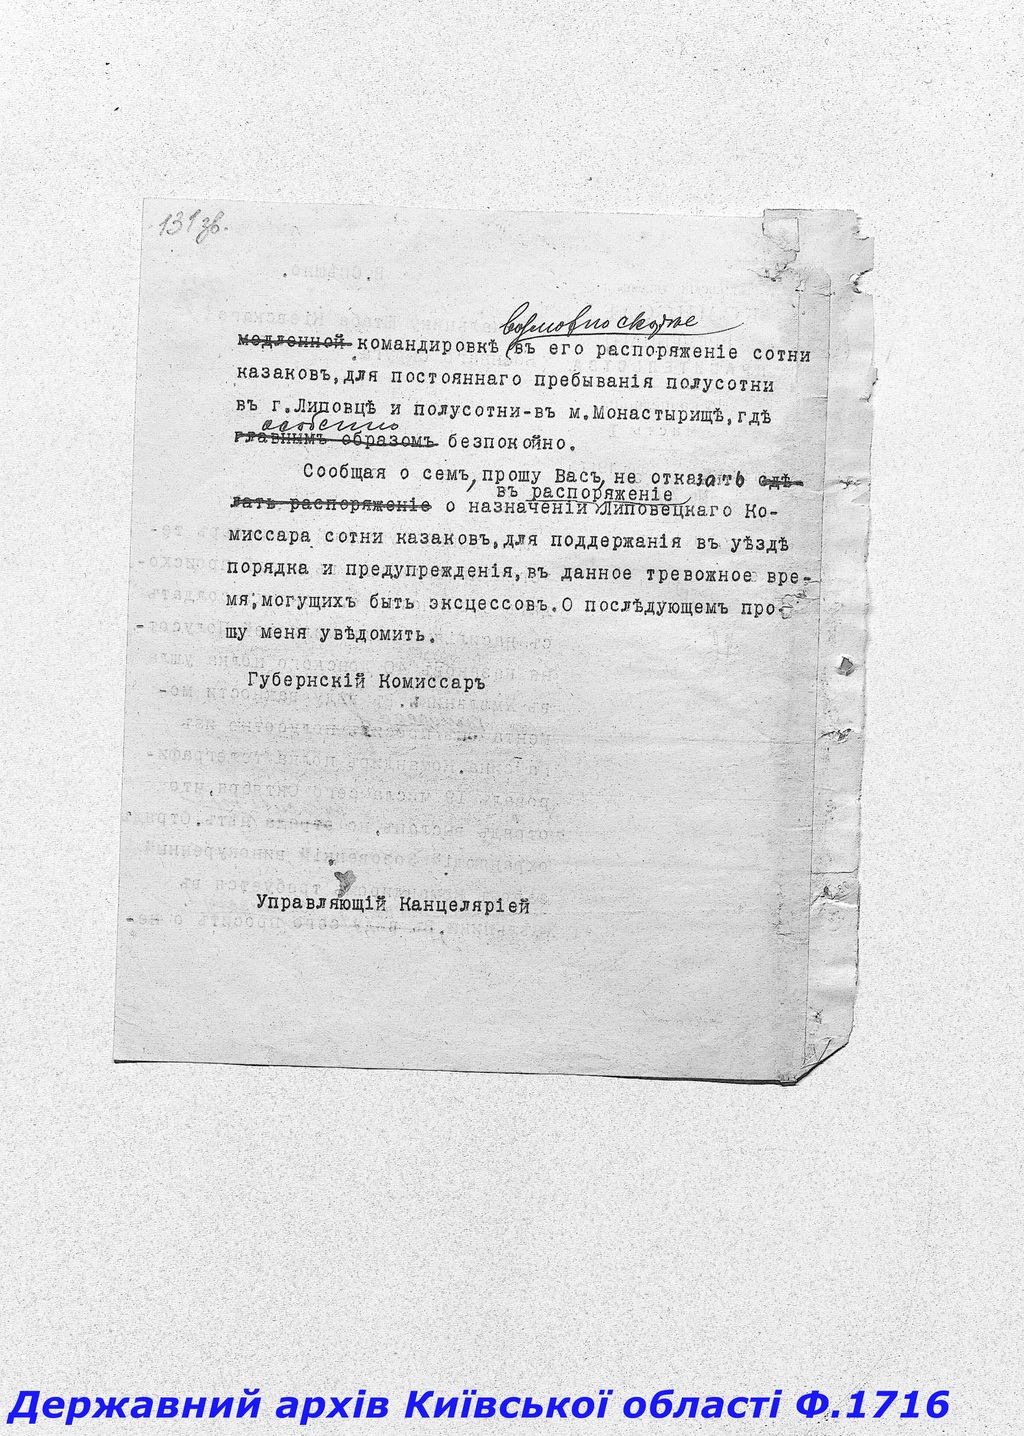 131 зв.
возможно скорее
медленной командировкѣ въ его распоряженіе сотни
казаковъ, для постояннаго пребыванія полусотни
въ г.Липовцѣ и полусотни-въ м.Монастырищѣ, гдѣ
особенно
главнымъ образомъ безпокойно.
Сообщая о семъ, прошу Васъ, не отказать сдѣ-
въ распоряженіе
лать распоряженіе о назначеніи Липовецкаго Ко-
миссара сотни казаковъ, для поддержанія въ уѣздѣ
порядка и предупрежденія, въ данное тревожное вре-
мя, могущихъ быть эксцессовъ. О послѣдующемъ про-
шу меня увѣдомить.
Губернскій Комиссаръ
Управляющій Канцеляріей
Державний архів Київської області Ф.1716